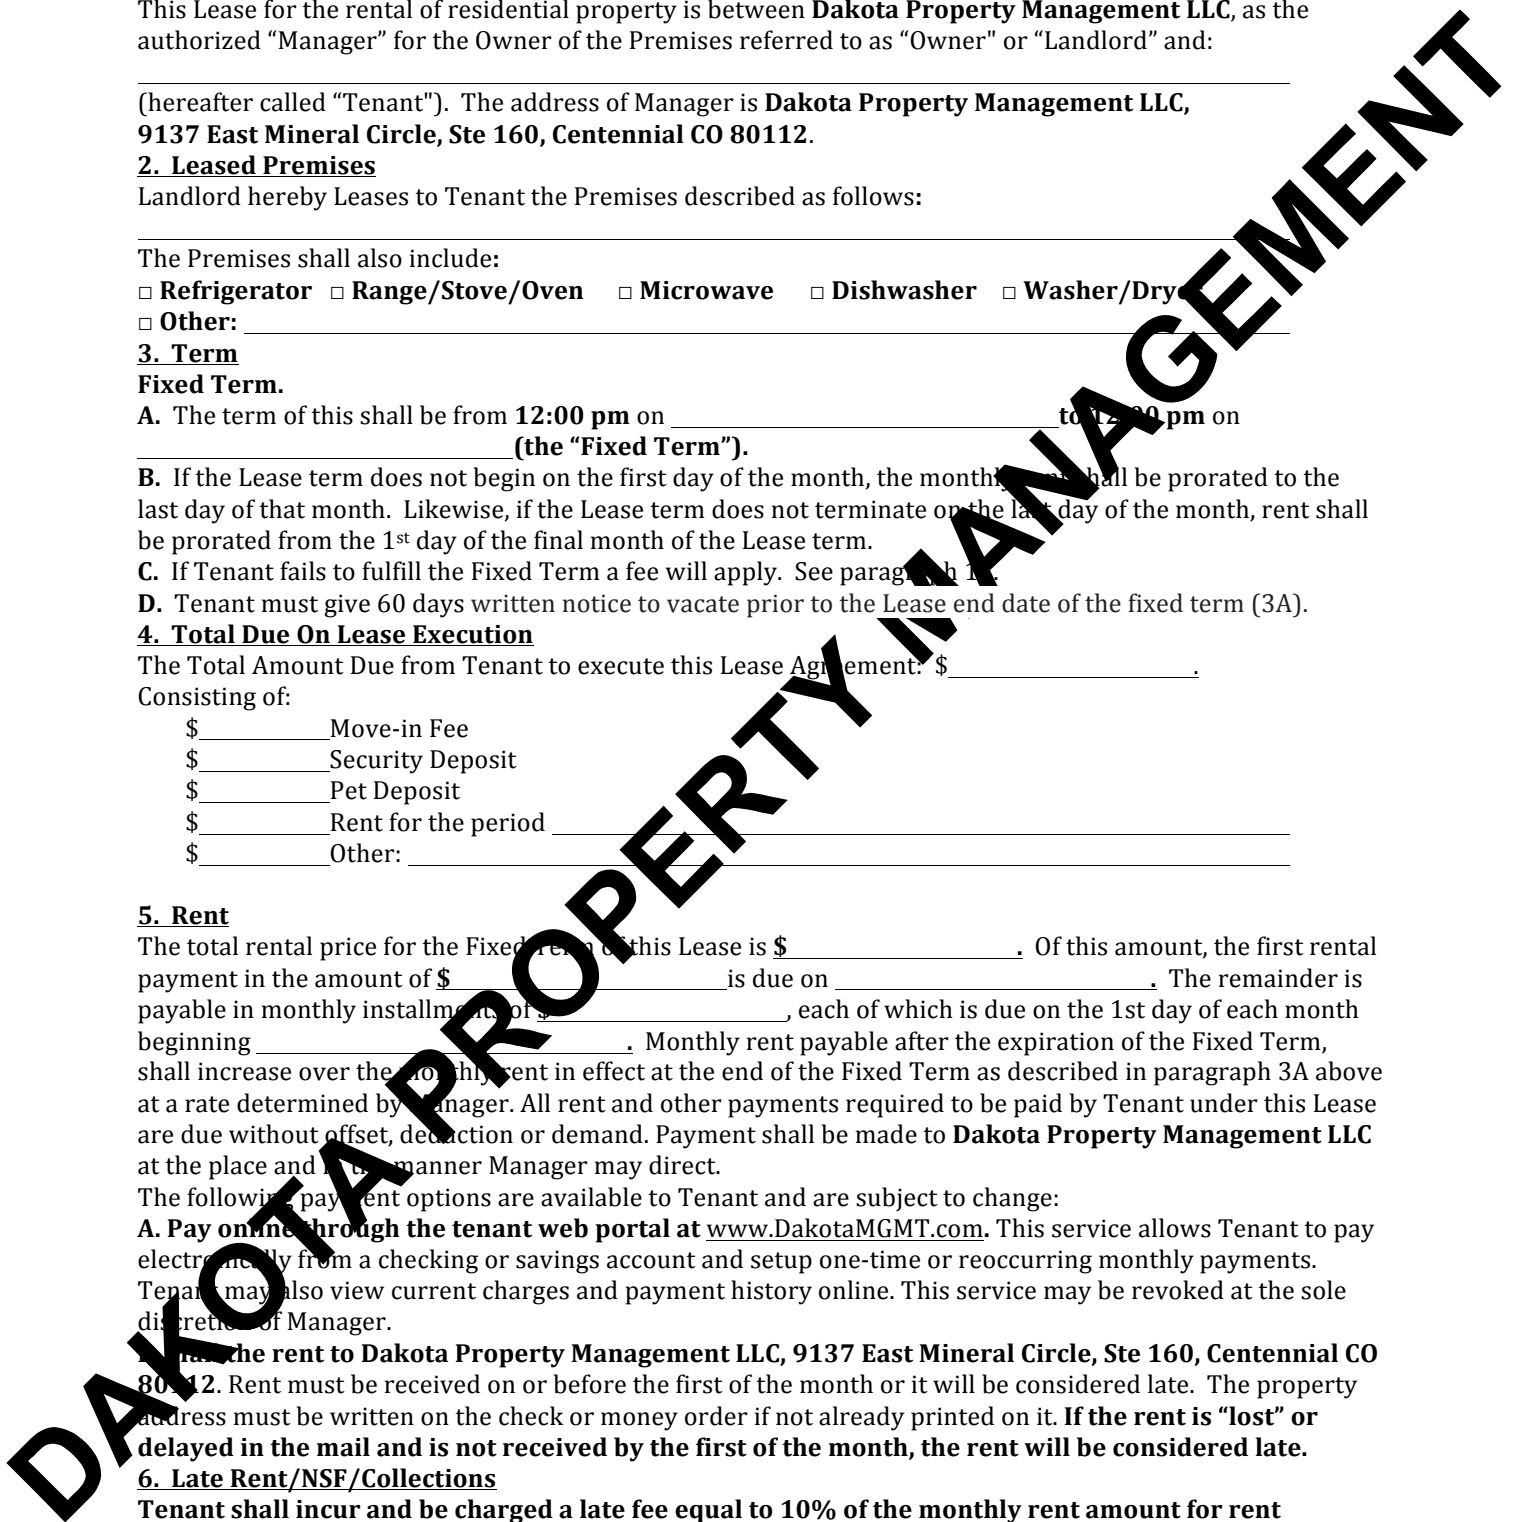 This Lease for the rental of residential property is between Dakota Property Management LLC, as the
authorized “Manager” for the Owner of the Premises referred to as “Owner" or “Landlord” and:
(hereafter called “Tenant").  The address of Manager is Dakota Property Management LLC,
9137 East Mineral Circle, Ste 160, Centennial CO 80112.
2.  Leased Premises
Landlord hereby Leases to Tenant the Premises described as follows:
The Premises shall also include:
□ Refrigerator □ Range/Stove/Oven □ Microwave □ Dishwasher □ Washer/Dryer
□ Other:
3.  Term
Fixed Term.
A.  The term of this shall be from 12:00 pm on ____ to 12:00 pm on
____ (the “Fixed Term”).
B.  If the Lease term does not begin on the first day of the month, the monthly rent shall be prorated to the
last day of that month.  Likewise, if the Lease term does not terminate on the last day of the month, rent shall
be prorated from the 1st day of the final month of the Lease term.
C.  If Tenant fails to fulfill the Fixed Term a fee will apply.  See paragraph
D.  Tenant must give 60 days written notice to vacate prior to the Lease end date of the fixed term (3A).
4.  Total Due On Lease Execution
The Total Amount Due from Tenant to execute this Lease Agreement:  $____.
Consisting of:
$____Move-in Fee
$____Security Deposit
$____Pet Deposit
$____Rent for the period ____
$____Other: ____
5.  Rent
The total rental price for the Fixed Term of this Lease is $____.  Of this amount, the first rental
payment in the amount of $____is due on ____.  The remainder is
payable in monthly installments of $____, each of which is due on the 1st day of each month
beginning ____.  Monthly rent payable after the expiration of the Fixed Term,
shall increase over the monthly rent in effect at the end of the Fixed Term as described in paragraph 3A above
at a rate determined by Manager. All rent and other payments required to be paid by Tenant under this Lease
are due without offset, deduction or demand. Payment shall be made to Dakota Property Management LLC
at the place and in the manner Manager may direct.
The following payment options are available to Tenant and are subject to change:
A. Pay online through the tenant web portal at www.DakotaMGMT.com. This service allows Tenant to pay
electronically from a checking or savings account and setup one-time or reoccurring monthly payments.
Tenant may also view current charges and payment history online. This service may be revoked at the sole
discretion of Manager.
the rent to Dakota Property Management LLC, 9137 East Mineral Circle, Ste 160, Centennial CO
80112. Rent must be received on or before the first of the month or it will be considered late.  The property
address must be written on the check or money order if not already printed on it. If the rent is “lost” or
delayed in the mail and is not received by the first of the month, the rent will be considered late.
6.  Late Rent/NSF/Collections
Tenant shall incur and be charged a late fee equal to 10% of the monthly rent amount for rent
DAKOTA PROPERTY MANAGEMENT